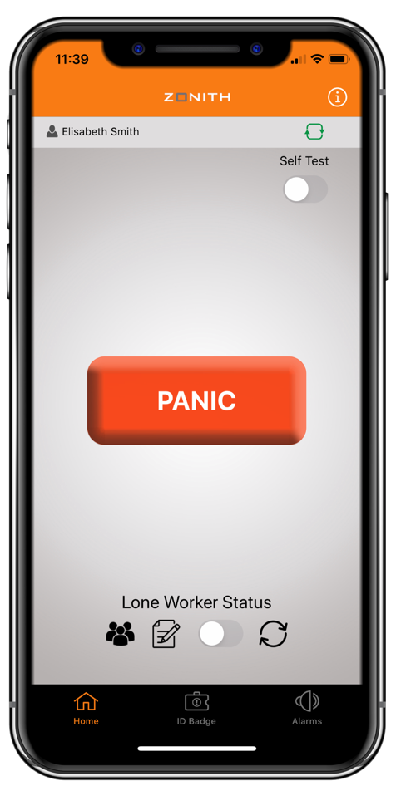 11:39
ZONITH
Elisabeth Smith
Self Test
PANIC
Lone Worker Status
Home
ID Badge
Alarms